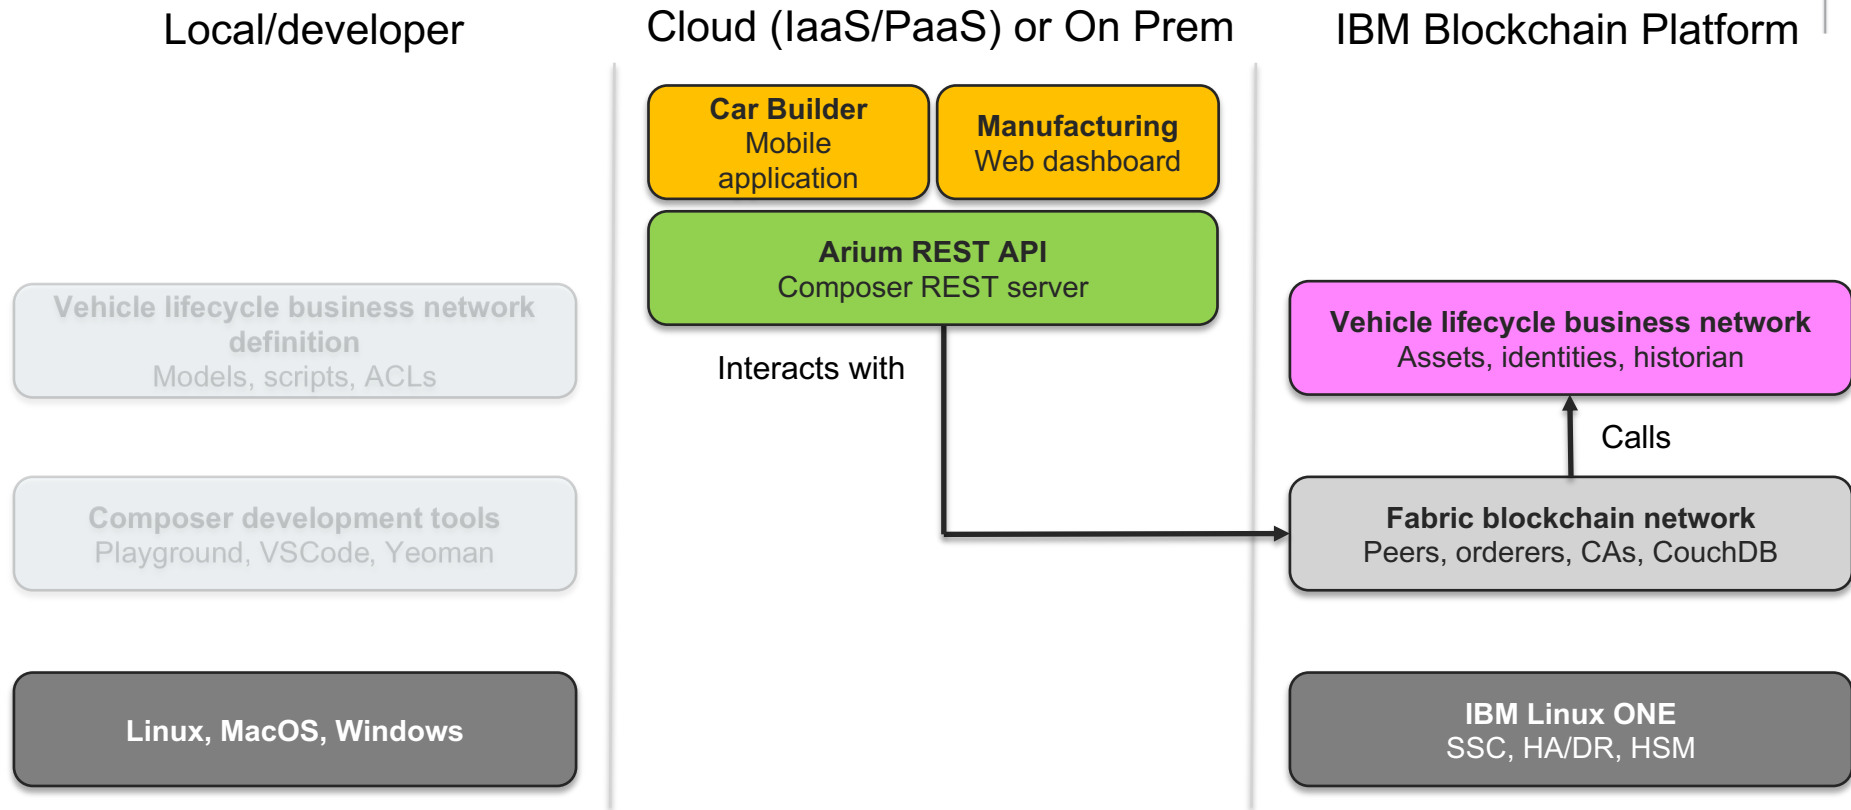 Local/developer
Cloud (IaaS/PaaS) or On Prem
IBM Blockchain Platform
Car Builder
Mobile
application
Manufacturing
Web dashboard
Arium REST API
Composer REST server
Vehicle lifecycle business network
definition
Models, scripts, ACLs
Interacts with
Vehicle lifecycle business network
Assets, identities, historian
Calls
Composer development tools
Playground, VSCode, Yeoman
Fabric blockchain network
Peers, orderers, CAs, CouchDB
Linux, MacOS, Windows
IBM Linux ONE
SSC, HA/DR, HSM